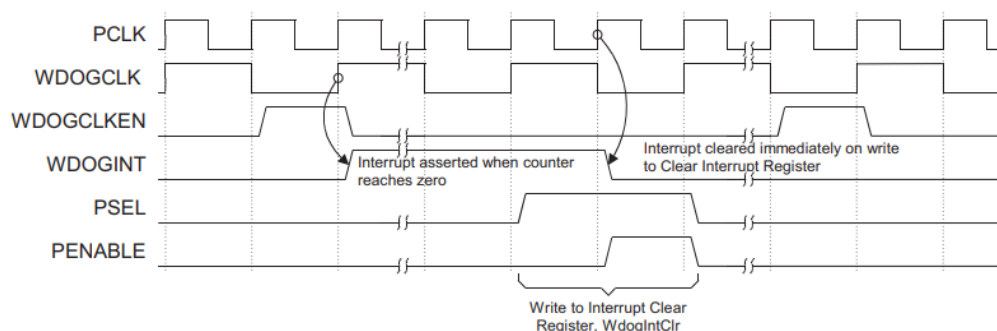 PCLK
WDOGCLK
WDOGCLKEN
WDOGINT
Interrupt asserted when counter
reaches zero
Interrupt cleared immediately on write
to Clear Interrupt Register
PSEL
PENABLE
Write to Interrupt Clear
Register, WdogIntClr